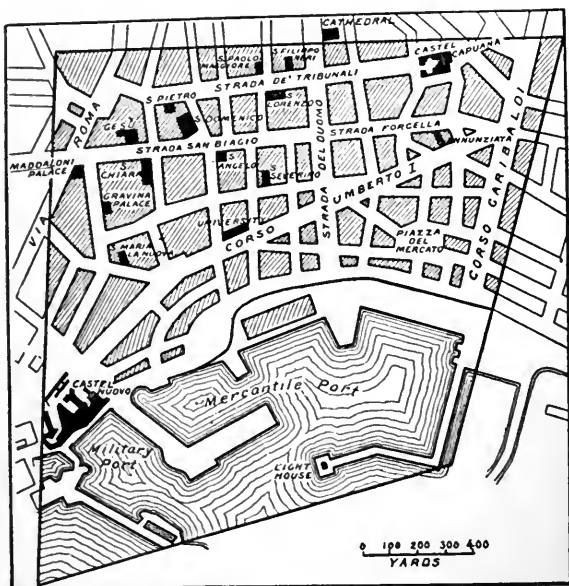 CATHEDRAL
S. PAOLO
MAGGIORE
S. FILIPPO
NERI
CASTEL
CAPUANA
STRADA DE' TRIBUNALI
S. PIETRO
S. LORENZO
VIA ROMA
GESÙ
S. DOMENICO
STRADA DEL DUOMO
STRADA FORCELLA
ANNUNZIATA
CORSO GARIBALDI
STRADA SAN BIAGIO
MADDALONI
PALACE
S.
CHIARA
S.
ANGELO
S.
SEVERINO
GRAVINA
PALACE
UNIVERSITY
CORSO UMBERTO I
S. MARIA
LA NUOVA
PIAZZA
DEL
MERCATO
CASTEL
NUOVO
Mercantile Port
Military
Port
LIGHT
HOUSE
0 100 200 300 400
YARDS